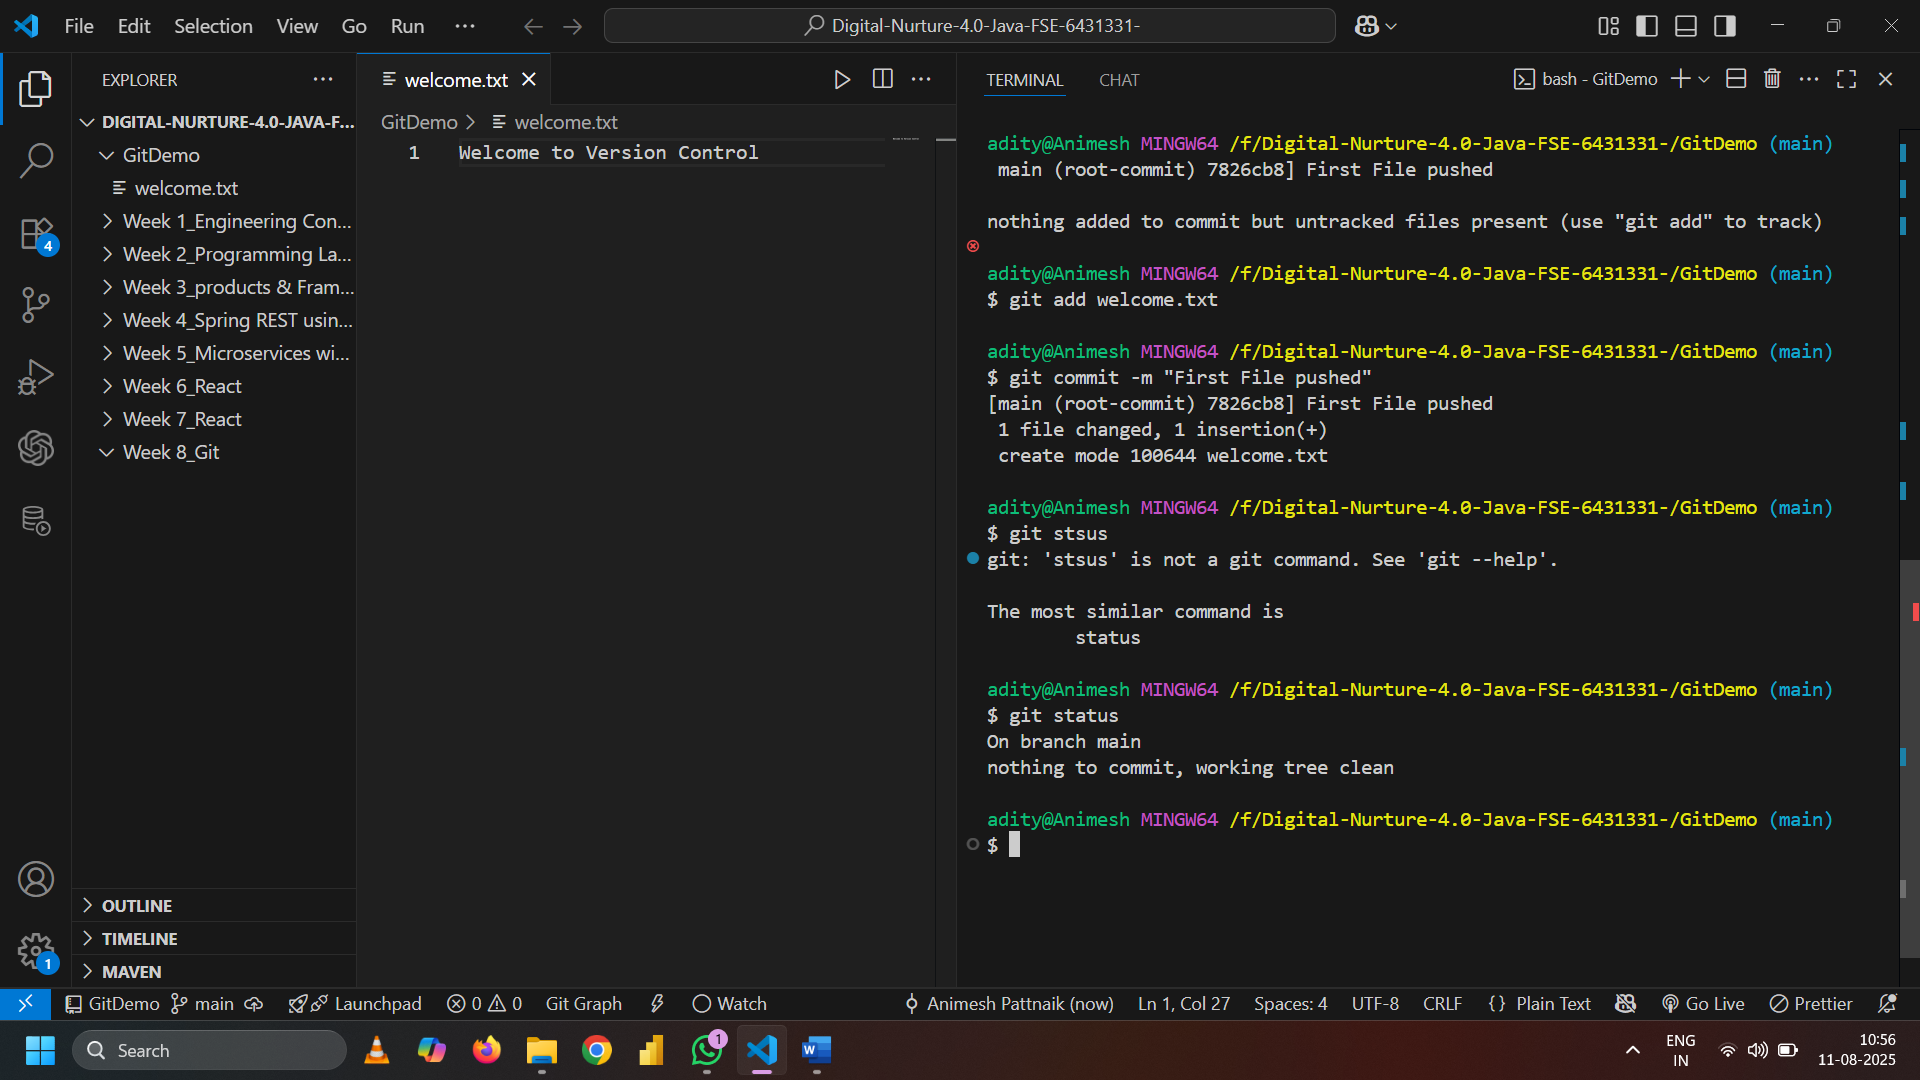 File Edit Selection View Go Run ··· Digital-Nurture-4.0-Java-FSE-6431331-
EXPLORER
DIGITAL-NURTURE-4.0-JAVA-F...
GitDemo
welcome.txt
Week 1_Engineering Con...
Week 2_Programming La...
Week 3_products & Fram...
Week 4_Spring REST usin...
Week 5_Microservices wi...
Week 6_React
Week 7_React
Week 8_Git
OUTLINE
TIMELINE
MAVEN
4
1
welcome.txt
GitDemo > welcome.txt
1 Welcome to Version Control
TERMINAL CHAT bash - GitDemo
adity@Animesh MINGW64 /f/Digital-Nurture-4.0-Java-FSE-6431331-/GitDemo (main)
main (root-commit) 7826cb8] First File pushed
nothing added to commit but untracked files present (use "git add" to track)
adity@Animesh MINGW64 /f/Digital-Nurture-4.0-Java-FSE-6431331-/GitDemo (main)
$ git add welcome.txt
adity@Animesh MINGW64 /f/Digital-Nurture-4.0-Java-FSE-6431331-/GitDemo (main)
$ git commit -m "First File pushed"
[main (root-commit) 7826cb8] First File pushed
1 file changed, 1 insertion(+)
create mode 100644 welcome.txt
adity@Animesh MINGW64 /f/Digital-Nurture-4.0-Java-FSE-6431331-/GitDemo (main)
$ git stsus
git: 'stsus' is not a git command. See 'git --help'.
The most similar command is
status
adity@Animesh MINGW64 /f/Digital-Nurture-4.0-Java-FSE-6431331-/GitDemo (main)
$ git status
On branch main
nothing to commit, working tree clean
adity@Animesh MINGW64 /f/Digital-Nurture-4.0-Java-FSE-6431331-/GitDemo (main)
$
GitDemo main Launchpad 0 0 Git Graph Watch Animesh Pattnaik (now) Ln 1, Col 27 Spaces: 4 UTF-8 CRLF {} Plain Text Go Live Prettier
Search 1 ENG 10:56
IN 11-08-2025